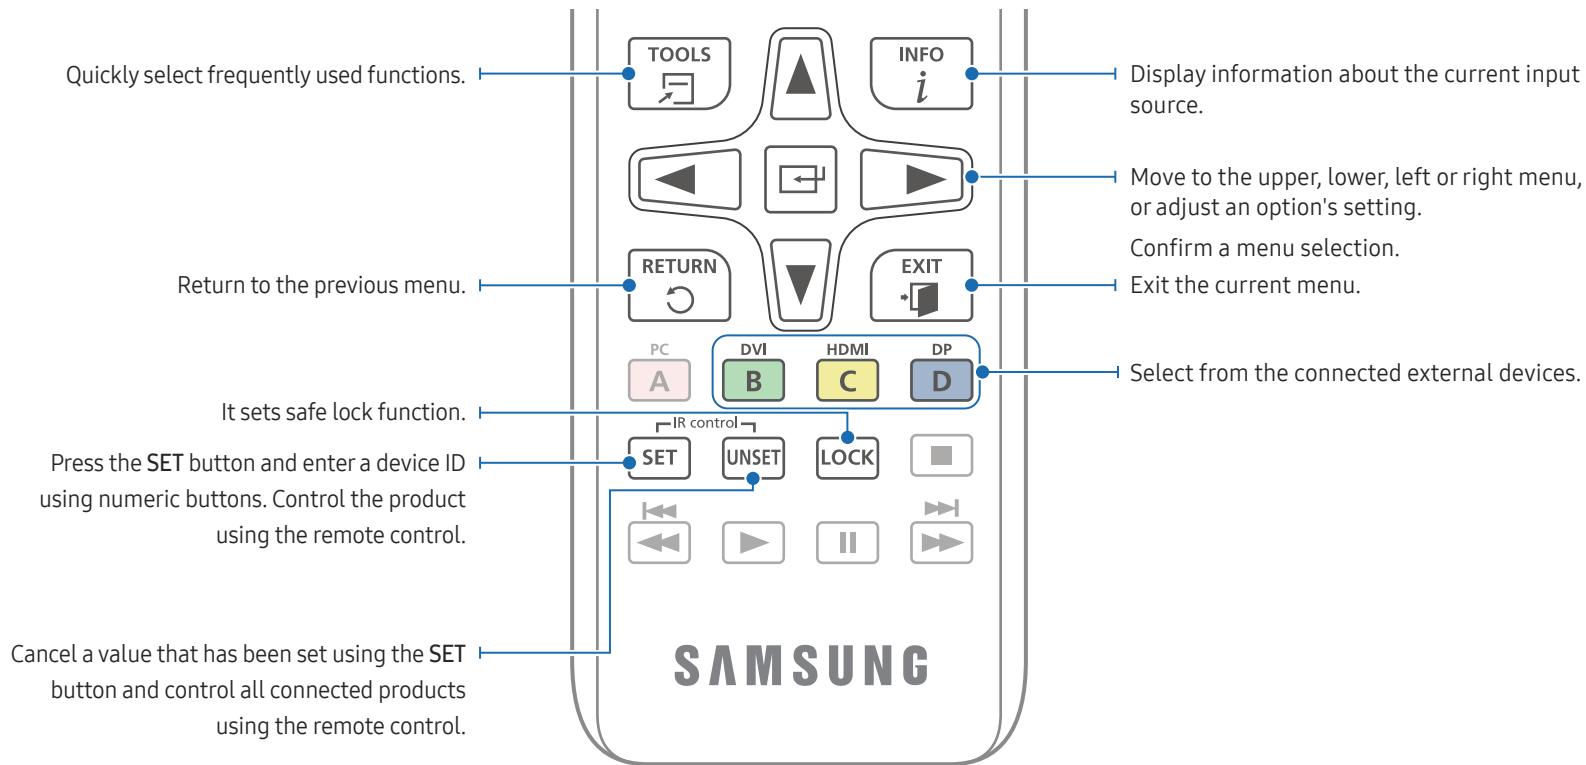 TOOLS
INFO
i
Quickly select frequently used functions.
Display information about the current input
source.
Move to the upper, lower, left or right menu,
or adjust an option's setting.
Confirm a menu selection.
RETURN
EXIT
Return to the previous menu.
Exit the current menu.
PC
DVI
HDMI
DP
A
B
C
D
Select from the connected external devices.
It sets safe lock function.
IR control
SET
UNSET
LOCK
Press the SET button and enter a device ID
using numeric buttons. Control the product
using the remote control.
Cancel a value that has been set using the SET
button and control all connected products
using the remote control.
SAMSUNG